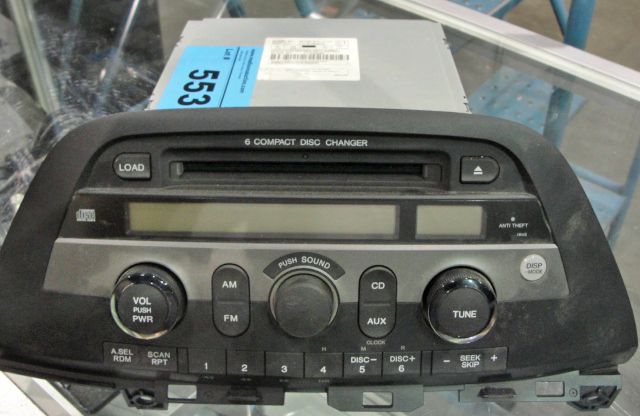 Lot #
553
6 COMPACT DISC CHANGER
LOAD
ANTI THEFT
PUSH SOUND
DISP
MODE
VOL
PUSH
PWR
AM
FM
CD
AUX
CLOCK
TUNE
A.SEL
RDM
SCAN
RPT
1
2
3
R
4
M
DISC−
5
R
DISC+
6
−
SEEK
SKIP
+